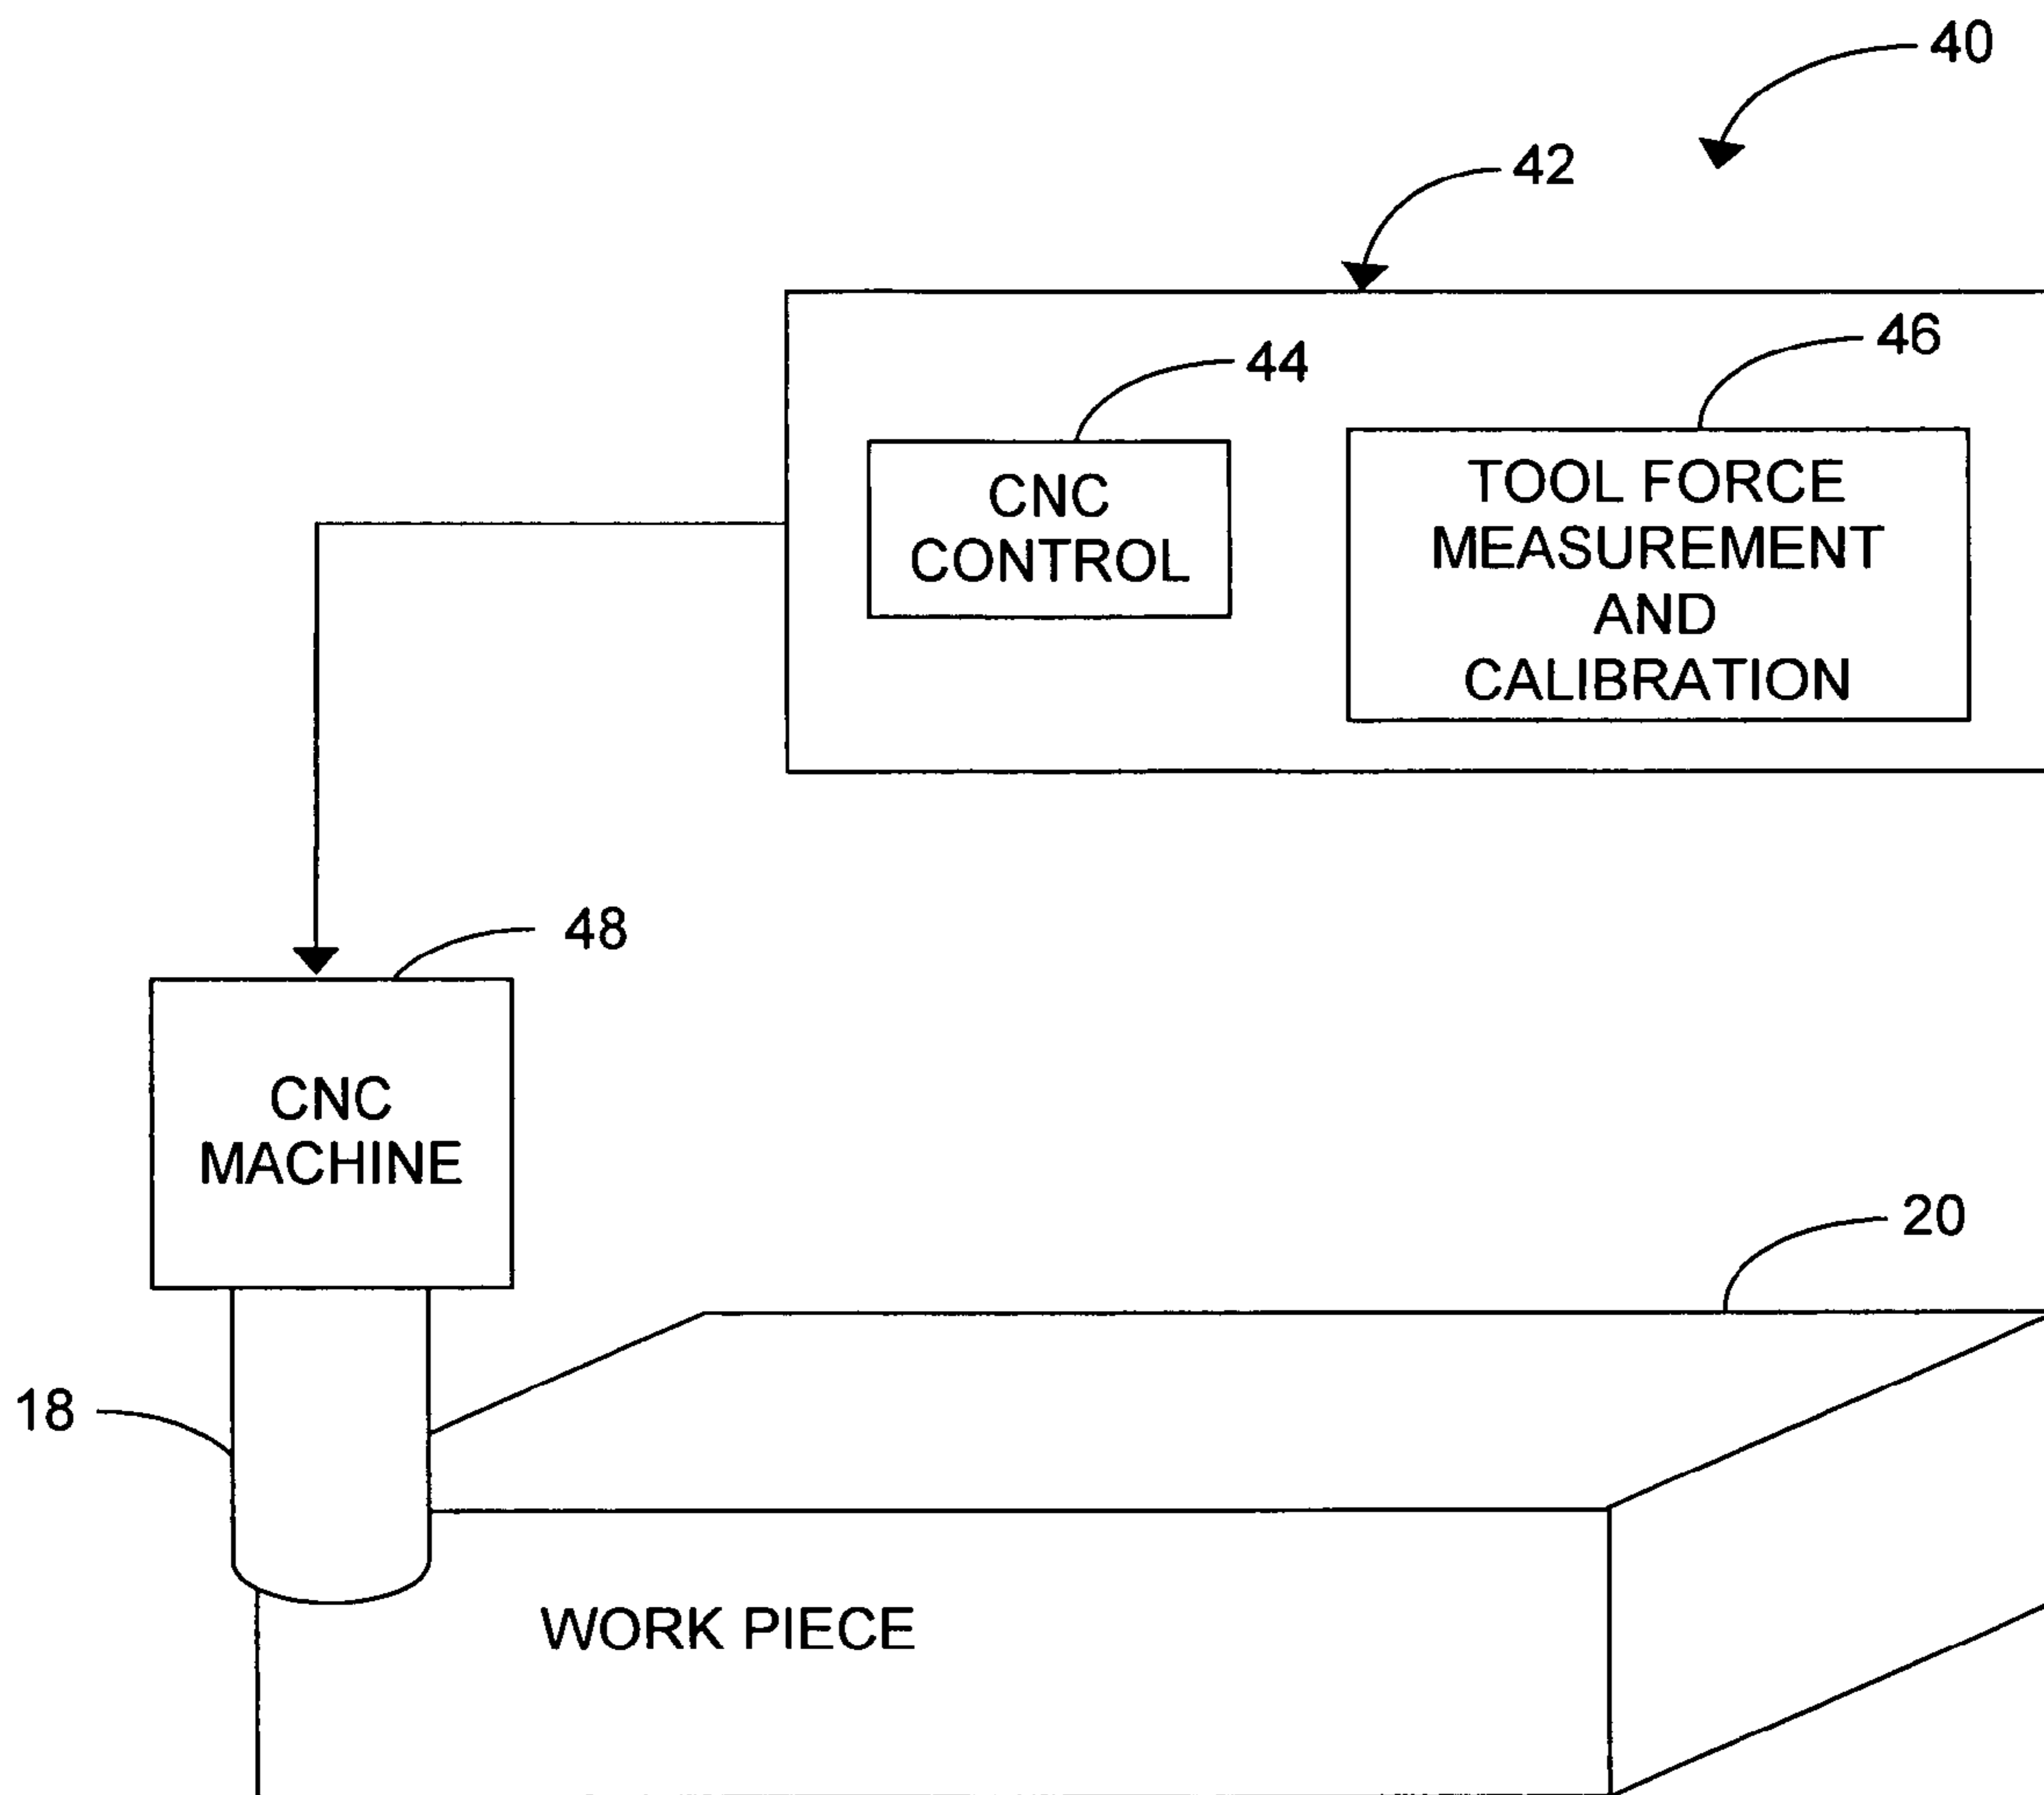 40
42
46
44
CNC
CONTROL
TOOL FORCE
MEASUREMENT
AND
CALIBRATION
48
CNC
MACHINE
20
18
WORK PIECE